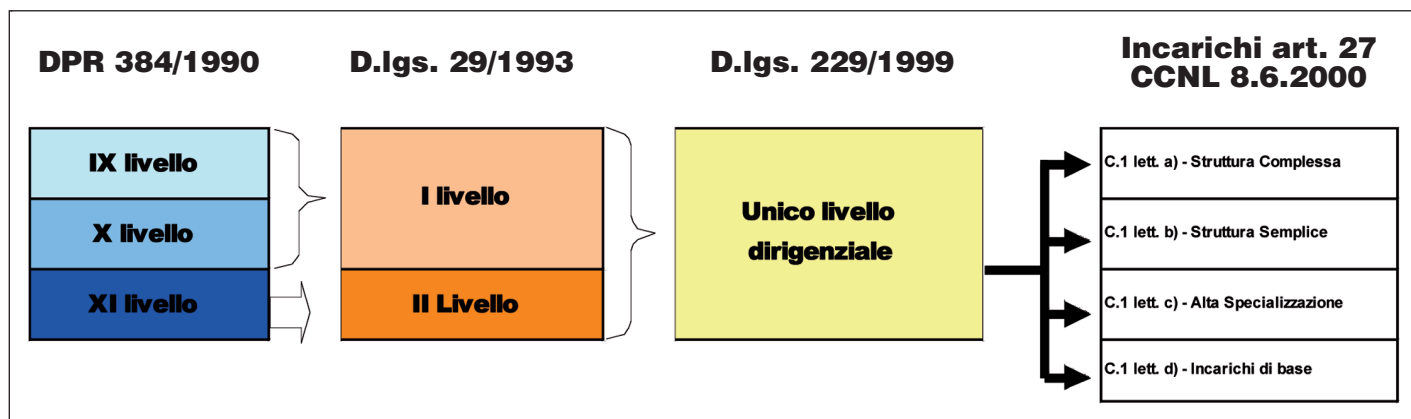 DPR 384/1990
D.lgs. 29/1993
D.lgs. 229/1999
Incarichi art. 27
CCNL 8.6.2000
IX livello
X livello
XI livello
I livello
II Livello
Unico livello
dirigenziale
C.1 lett. a) - Struttura Complessa
C.1 lett. b) - Struttura Semplice
C.1 lett. c) - Alta Specializzazione
C.1 lett. d) - Incarichi di base